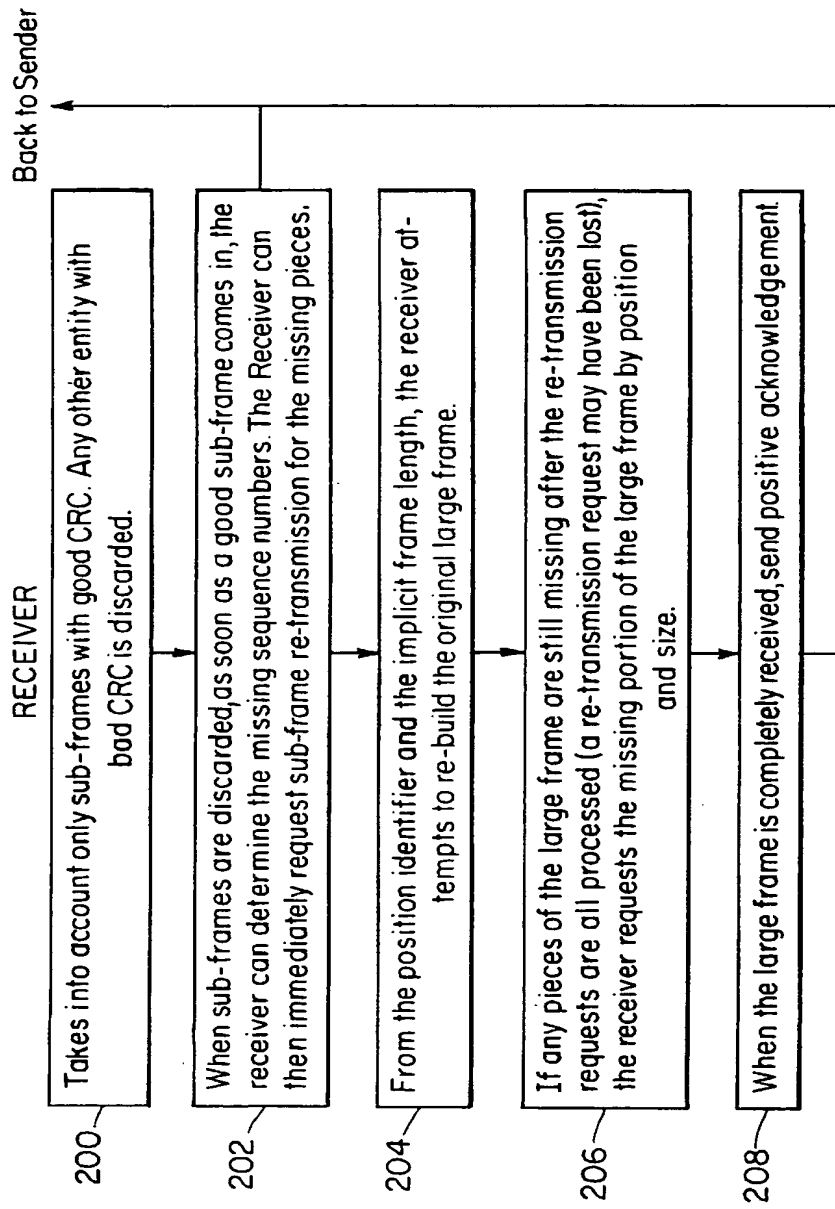 RECEIVER
Back to Sender
200
Takes into account only sub-frames with good CRC. Any other entity with
bad CRC is discarded.
202
When sub-frames are discarded,as soon as a good sub-frame comes in, the
receiver can determine the missing sequence numbers. The Receiver can
then immediately request sub-frame re-transmission for the missing pieces.
204
From the position identifier and the implicit frame length, the receiver at-
tempts to re-build the original large frame.
206
If any pieces of the large frame are still missing after the re-transmission
requests are all processed (a re-transmission request may have been lost),
the receiver requests the missing portion of the large frame by position
and size.
208
When the large frame is completely received, send positive acknowledgement.